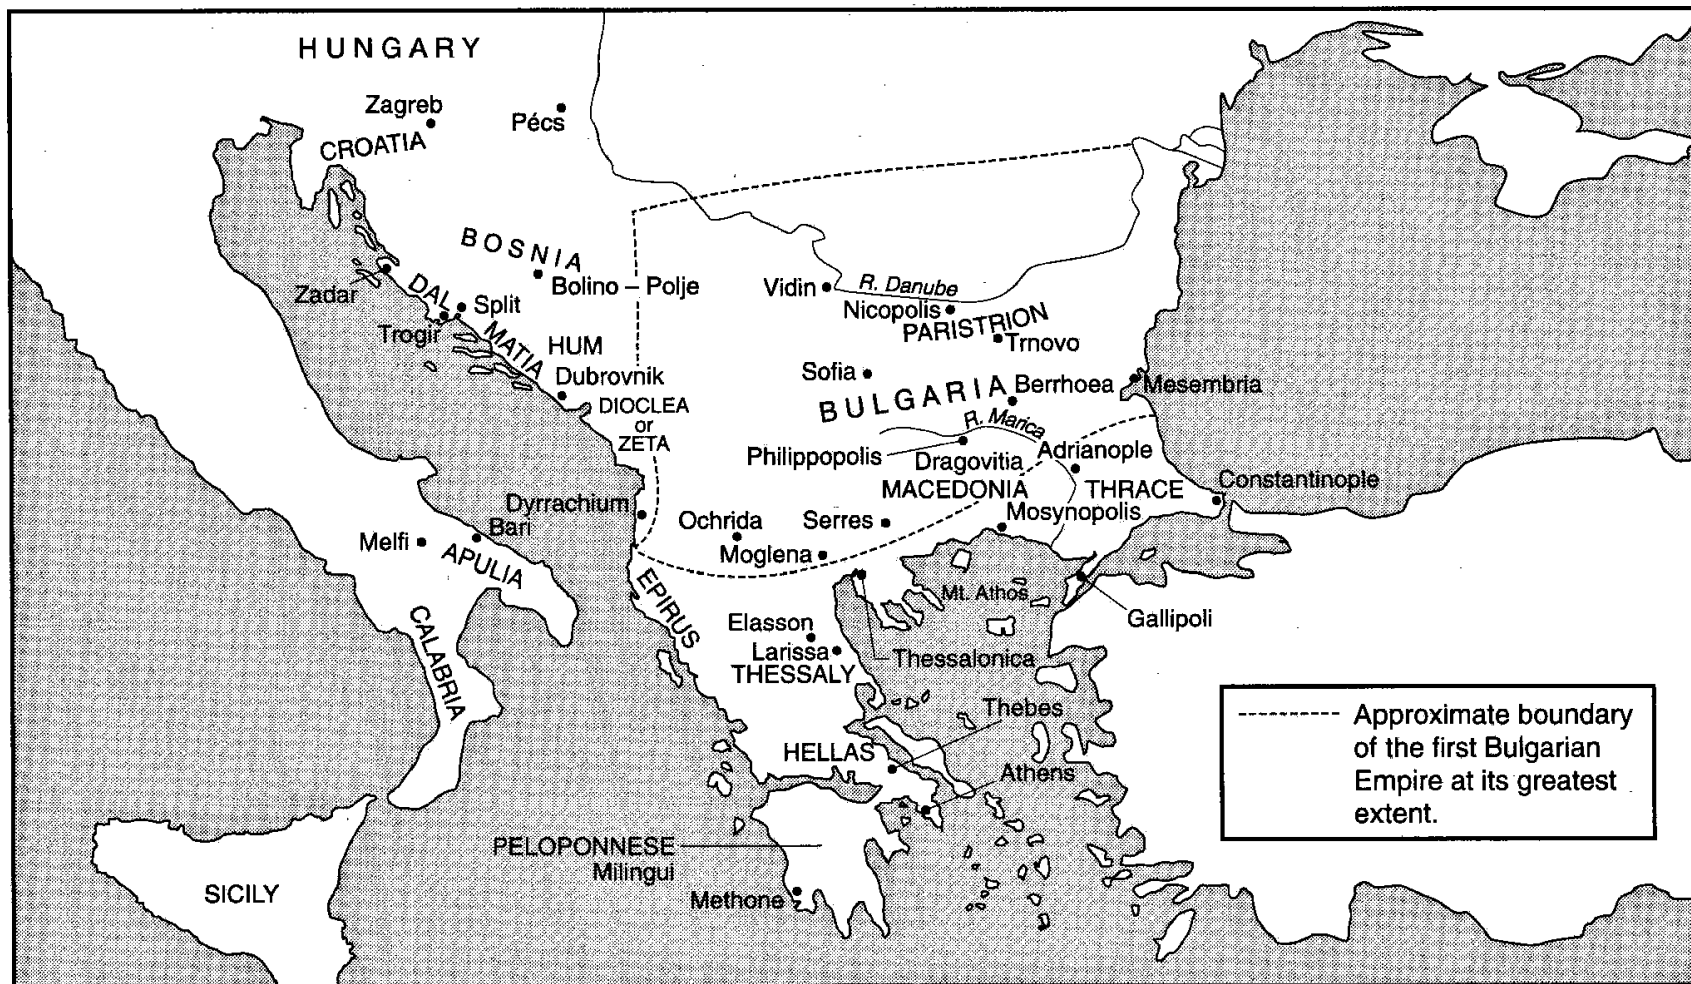 HUNGARY
Zagreb
Pécs
CROATIA
BOSNIA
Bolino – Polje
Zadar
DALMATIA
Split
Trogir
HUM
Dubrovnik
DIOCLEA
or
ZETA
Vidin
R. Danube
Nicopolis
PARISTRION
Trnovo
Sofia
BULGARIA
Berrhoea
Mesembria
R. Marica
Philippopolis
Dragovitia
Adrianople
MACEDONIA
THRACE
Constantinople
Mosynopolis
Dyrrachium
Ochrida
Serres
Moglena
Melfi
Bari
APULIA
CALABRIA
EPIRUS
Mt. Athos
Gallipoli
Elasson
Larissa
THESSALY
Thessalonica
Thebes
HELLAS
Athens
PELOPONNESE
Milingui
Methone
SICILY
Approximate boundary
of the first Bulgarian
Empire at its greatest
extent.